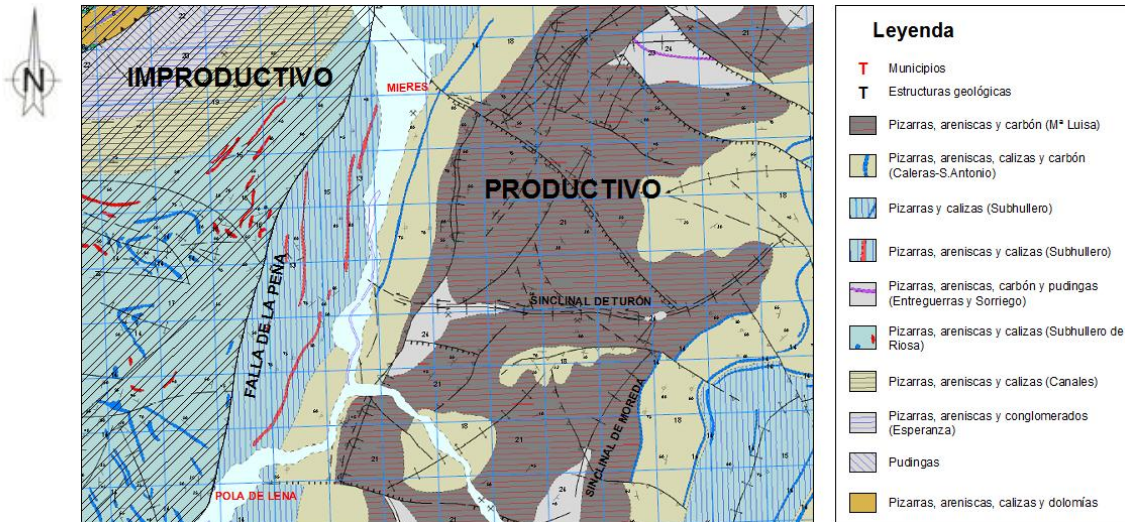 N
IMPRODUCTIVO
MIERES
PRODUCTIVO
FALLA DE LA PEÑA
SINCLINAL DE TURÓN
SINCLINAL DE MOREDA
POLA DE LENA
Leyenda
T Municipios
T Estructuras geológicas
Pizarras, areniscas y carbón (Mª Luisa)
Pizarras, areniscas, calizas y carbón
(Caleras-S.Antonio)
Pizarras y calizas (Subhullero)
Pizarras, areniscas y calizas (Subhullero)
Pizarras, areniscas, carbón y pudingas
(Entreguerras y Sorriego)
Pizarras, areniscas y calizas (Subhullero de
Riosa)
Pizarras, areniscas y calizas (Canales)
Pizarras, areniscas y conglomerados
(Esperanza)
Pudingas
Pizarras, areniscas, calizas y dolomías